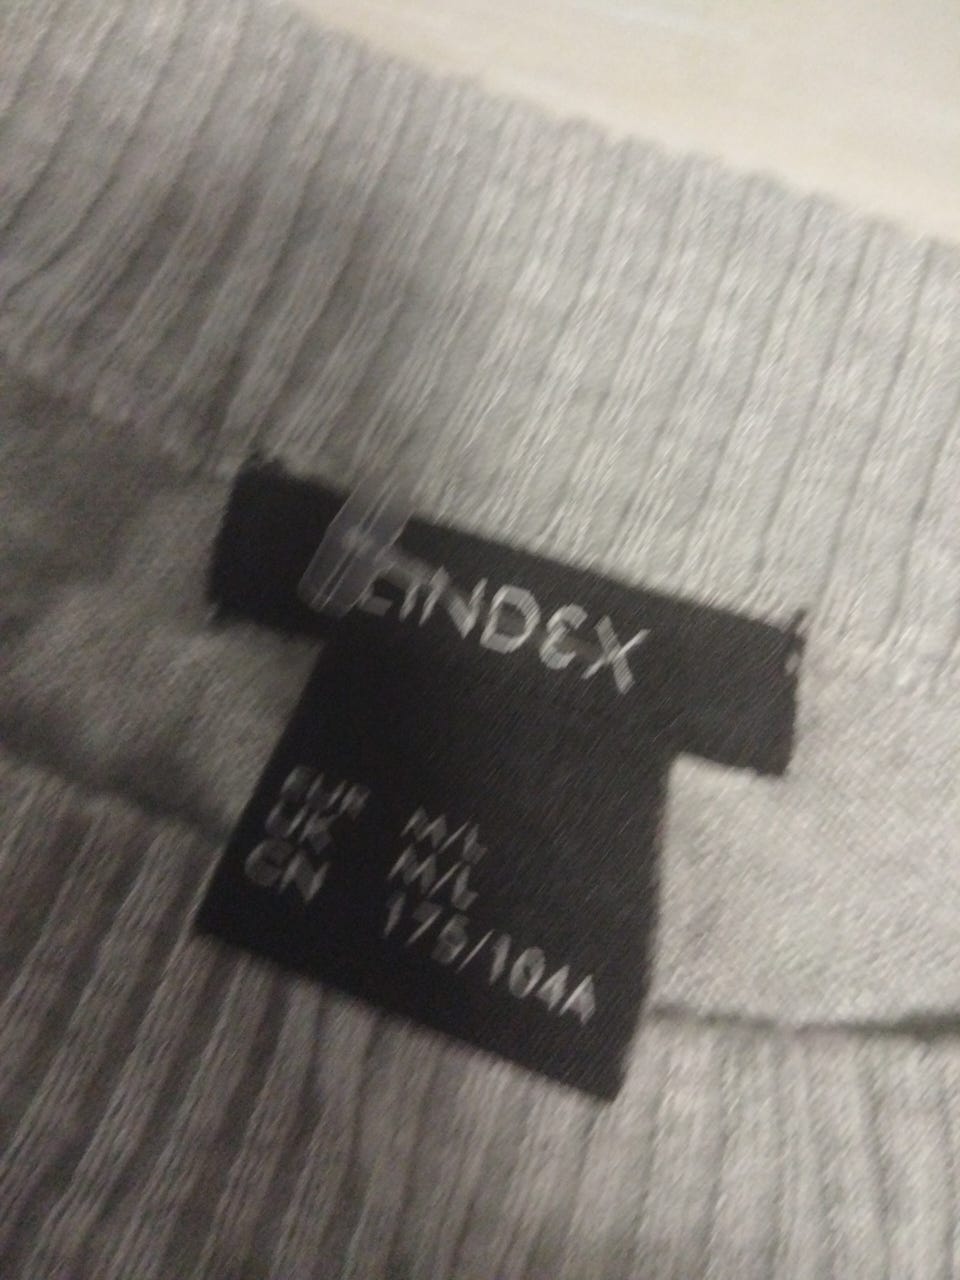 LINDEX
EUR M/L
UK M/L
CN 175/104A